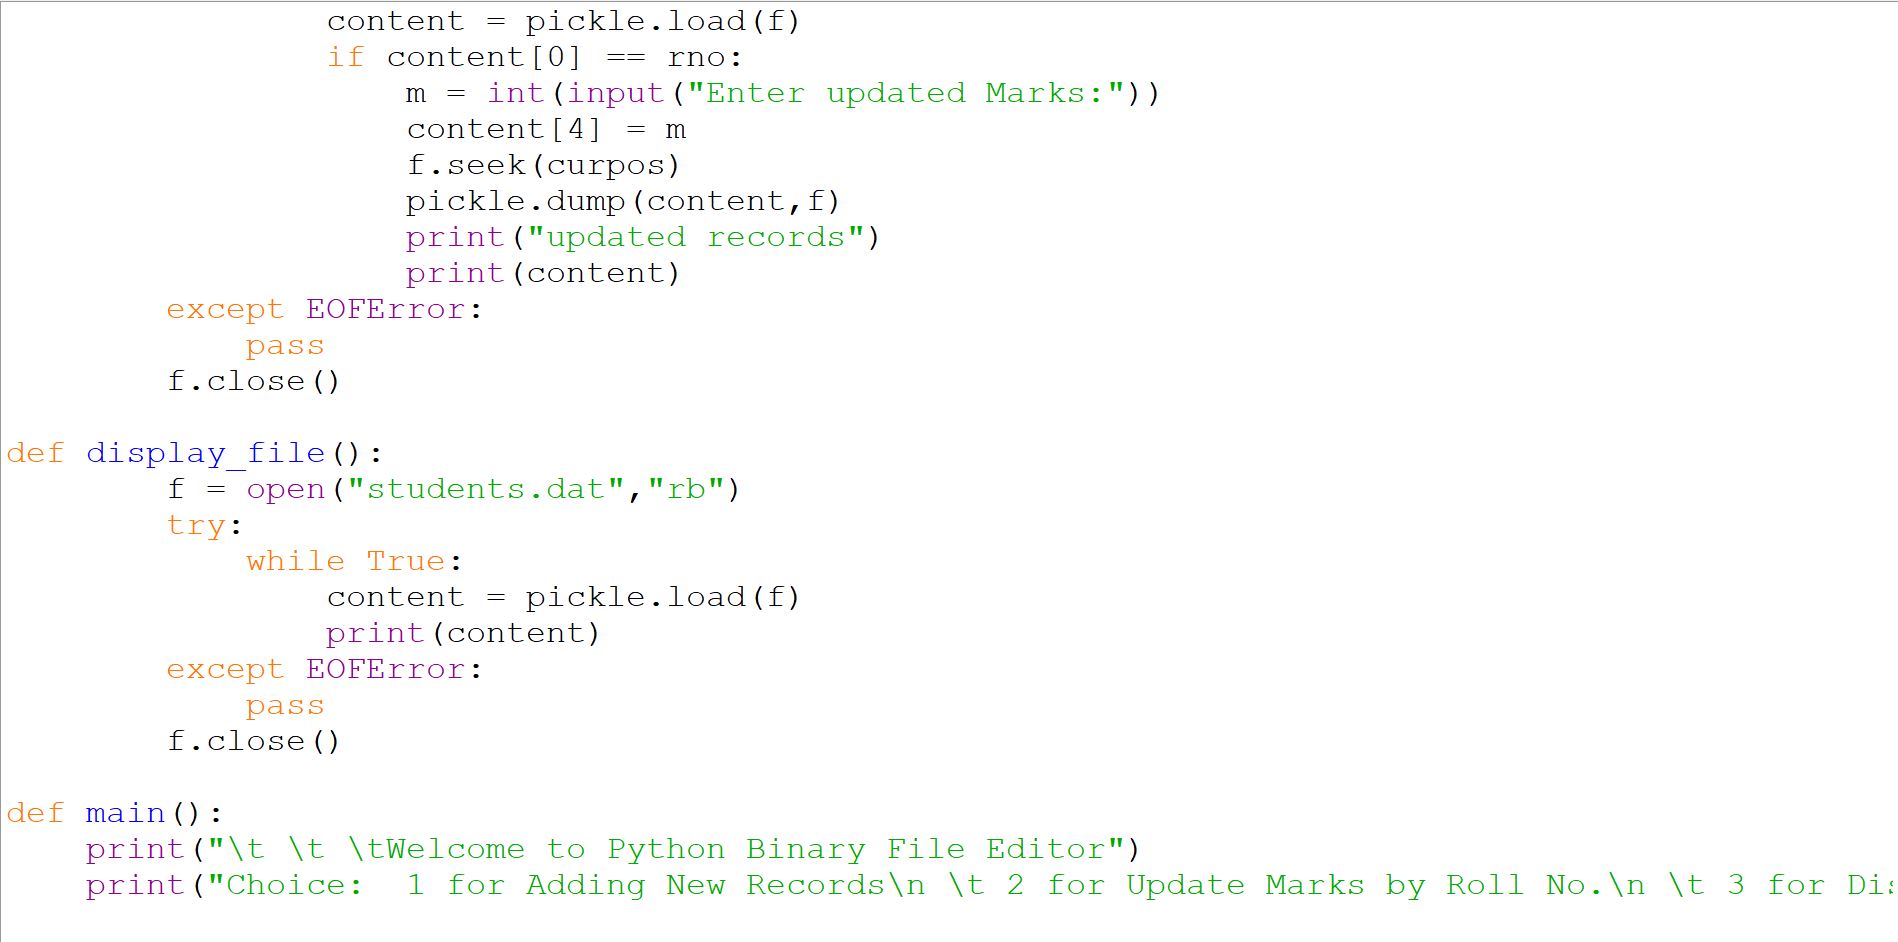 content = pickle.load(f)
if content[0] == rno:
m = int(input("Enter updated Marks:"))
content[4] = m
f.seek(curpos)
pickle.dump(content,f)
print("updated records")
print(content)
except EOFError:
pass
f.close()
def display_file():
f = open("students.dat","rb")
try:
while True:
content = pickle.load(f)
print(content)
except EOFError:
pass
f.close()
def main():
print("\t \t \tWelcome to Python Binary File Editor")
print("Choice:  1 for Adding New Records\n \t 2 for Update Marks by Roll No.\n \t 3 for